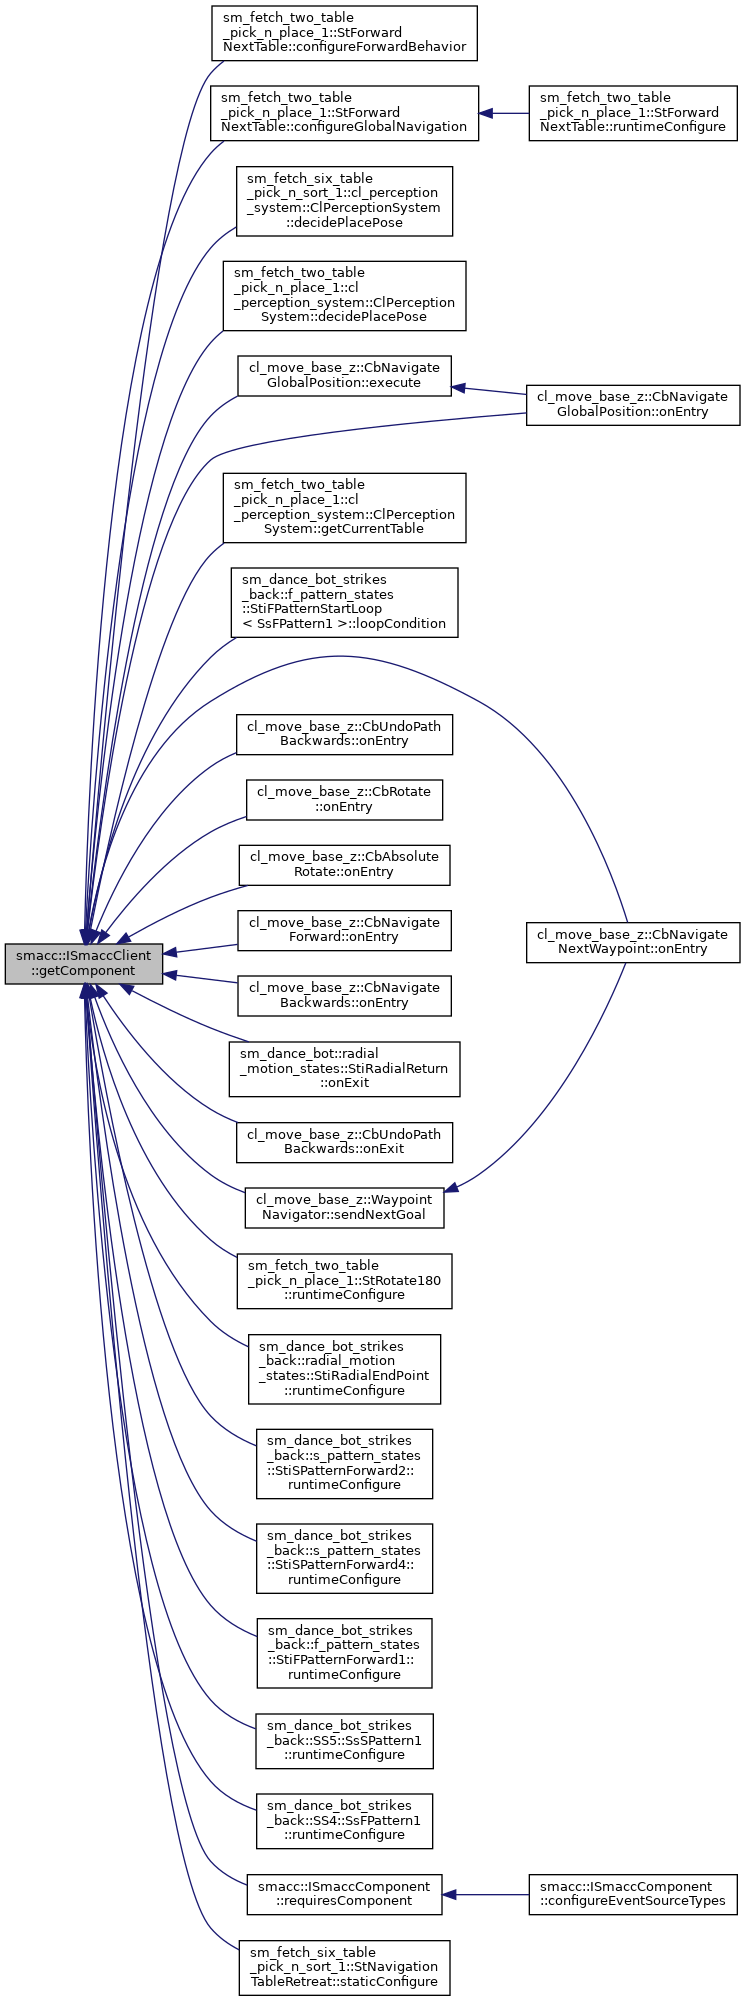 sm_fetch_two_table
_pick_n_place_1::StForward
NextTable::configureForwardBehavior
sm_fetch_two_table
_pick_n_place_1::StForward
NextTable::configureGlobalNavigation
sm_fetch_two_table
_pick_n_place_1::StForward
NextTable::runtimeConfigure
sm_fetch_six_table
_pick_n_sort_1::cl_perception
_system::ClPerceptionSystem
::decidePlacePose
sm_fetch_two_table
_pick_n_place_1::cl
_perception_system::ClPerception
System::decidePlacePose
cl_move_base_z::CbNavigate
GlobalPosition::execute
cl_move_base_z::CbNavigate
GlobalPosition::onEntry
sm_fetch_two_table
_pick_n_place_1::cl
_perception_system::ClPerception
System::getCurrentTable
sm_dance_bot_strikes
_back::f_pattern_states
::StiFPatternStartLoop
< SsFPattern1 >::loopCondition
cl_move_base_z::CbUndoPath
Backwards::onEntry
cl_move_base_z::CbRotate
::onEntry
cl_move_base_z::CbAbsolute
Rotate::onEntry
cl_move_base_z::CbNavigate
Forward::onEntry
cl_move_base_z::CbNavigate
NextWaypoint::onEntry
smacc::ISmaccClient
::getComponent
cl_move_base_z::CbNavigate
Backwards::onEntry
sm_dance_bot::radial
_motion_states::StiRadialReturn
::onExit
cl_move_base_z::CbUndoPath
Backwards::onExit
cl_move_base_z::Waypoint
Navigator::sendNextGoal
sm_fetch_two_table
_pick_n_place_1::StRotate180
::runtimeConfigure
sm_dance_bot_strikes
_back::radial_motion
_states::StiRadialEndPoint
::runtimeConfigure
sm_dance_bot_strikes
_back::s_pattern_states
::StiSPatternForward2::
runtimeConfigure
sm_dance_bot_strikes
_back::s_pattern_states
::StiSPatternForward4::
runtimeConfigure
sm_dance_bot_strikes
_back::f_pattern_states
::StiFPatternForward1::
runtimeConfigure
sm_dance_bot_strikes
_back::SS5::SsSPattern1
::runtimeConfigure
sm_dance_bot_strikes
_back::SS4::SsFPattern1
::runtimeConfigure
smacc::ISmaccComponent
::requiresComponent
smacc::ISmaccComponent
::configureEventSourceTypes
sm_fetch_six_table
_pick_n_sort_1::StNavigation
TableRetreat::staticConfigure